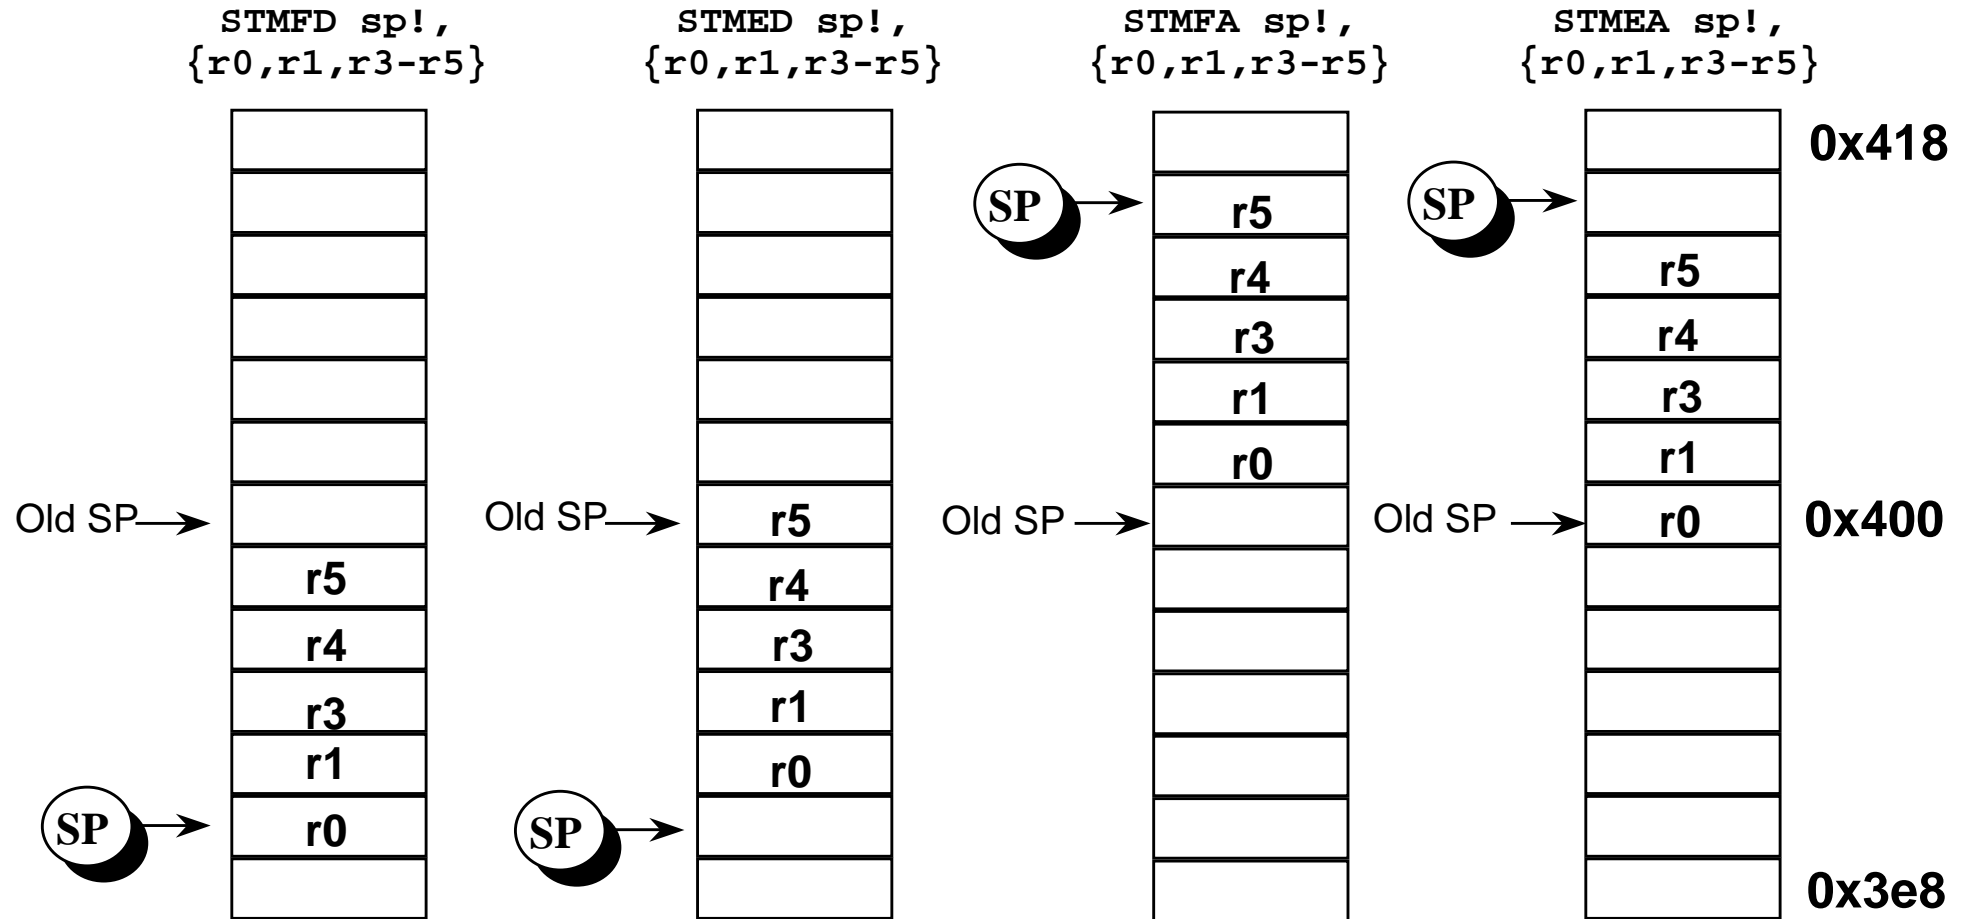 STMFD sp!,
{r0,r1,r3-r5}
STMED sp!,
{r0,r1,r3-r5}
STMFA sp!,
{r0,r1,r3-r5}
STMEA sp!,
{r0,r1,r3-r5}
Old SP
r5
r4
r3
r1
r0
SP
Old SP
r5
r4
r3
r1
r0
SP
SP
r5
r4
r3
r1
r0
Old SP
SP
r5
r4
r3
r1
r0
Old SP
0x418
0x400
0x3e8